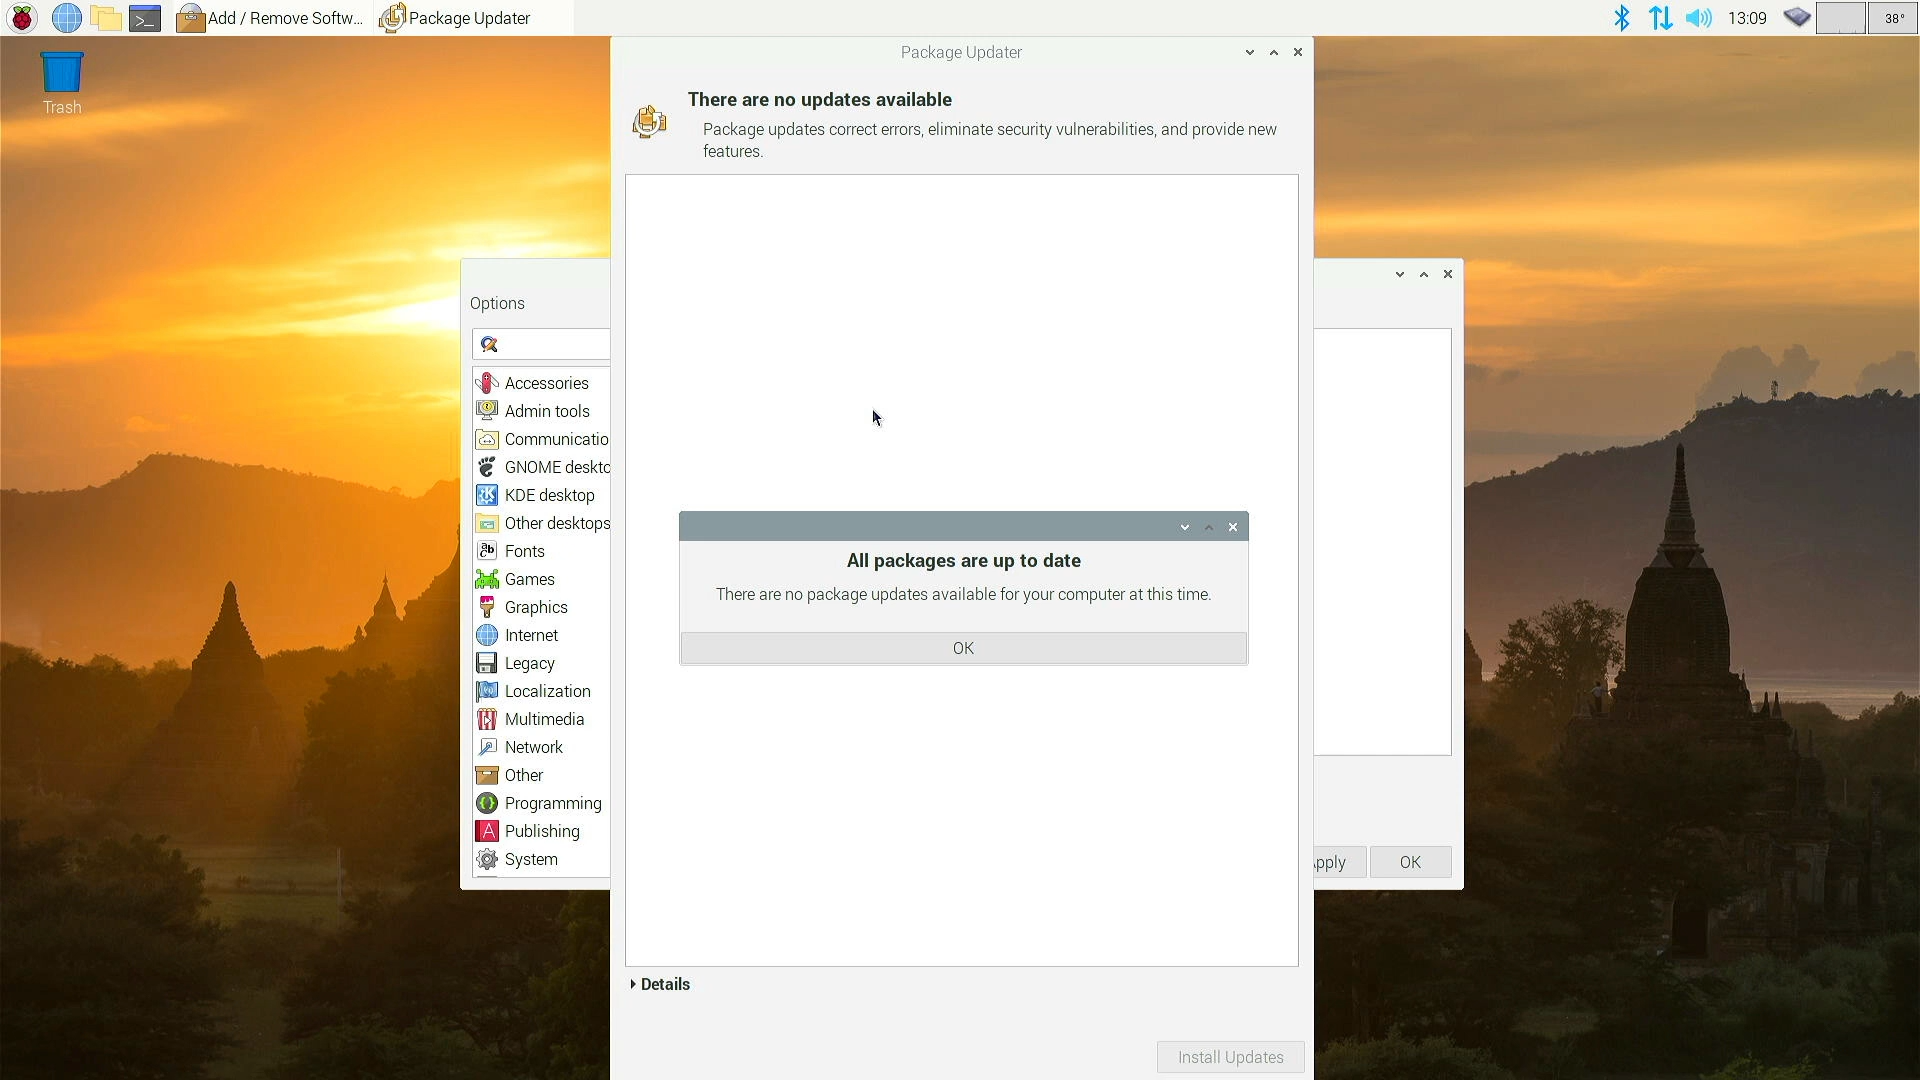 Add / Remove Softw...
Package Updater
13:09
38°
Trash
Package Updater
There are no updates available
Package updates correct errors, eliminate security vulnerabilities, and provide new
features.
Options
Accessories
Admin tools
Communicatio
GNOME deskto
KDE desktop
Other desktops
Fonts
Games
Graphics
Internet
Legacy
Localization
Multimedia
Network
Other
Programming
Publishing
System
All packages are up to date
There are no package updates available for your computer at this time.
OK
pply
OK
Details
Install Updates